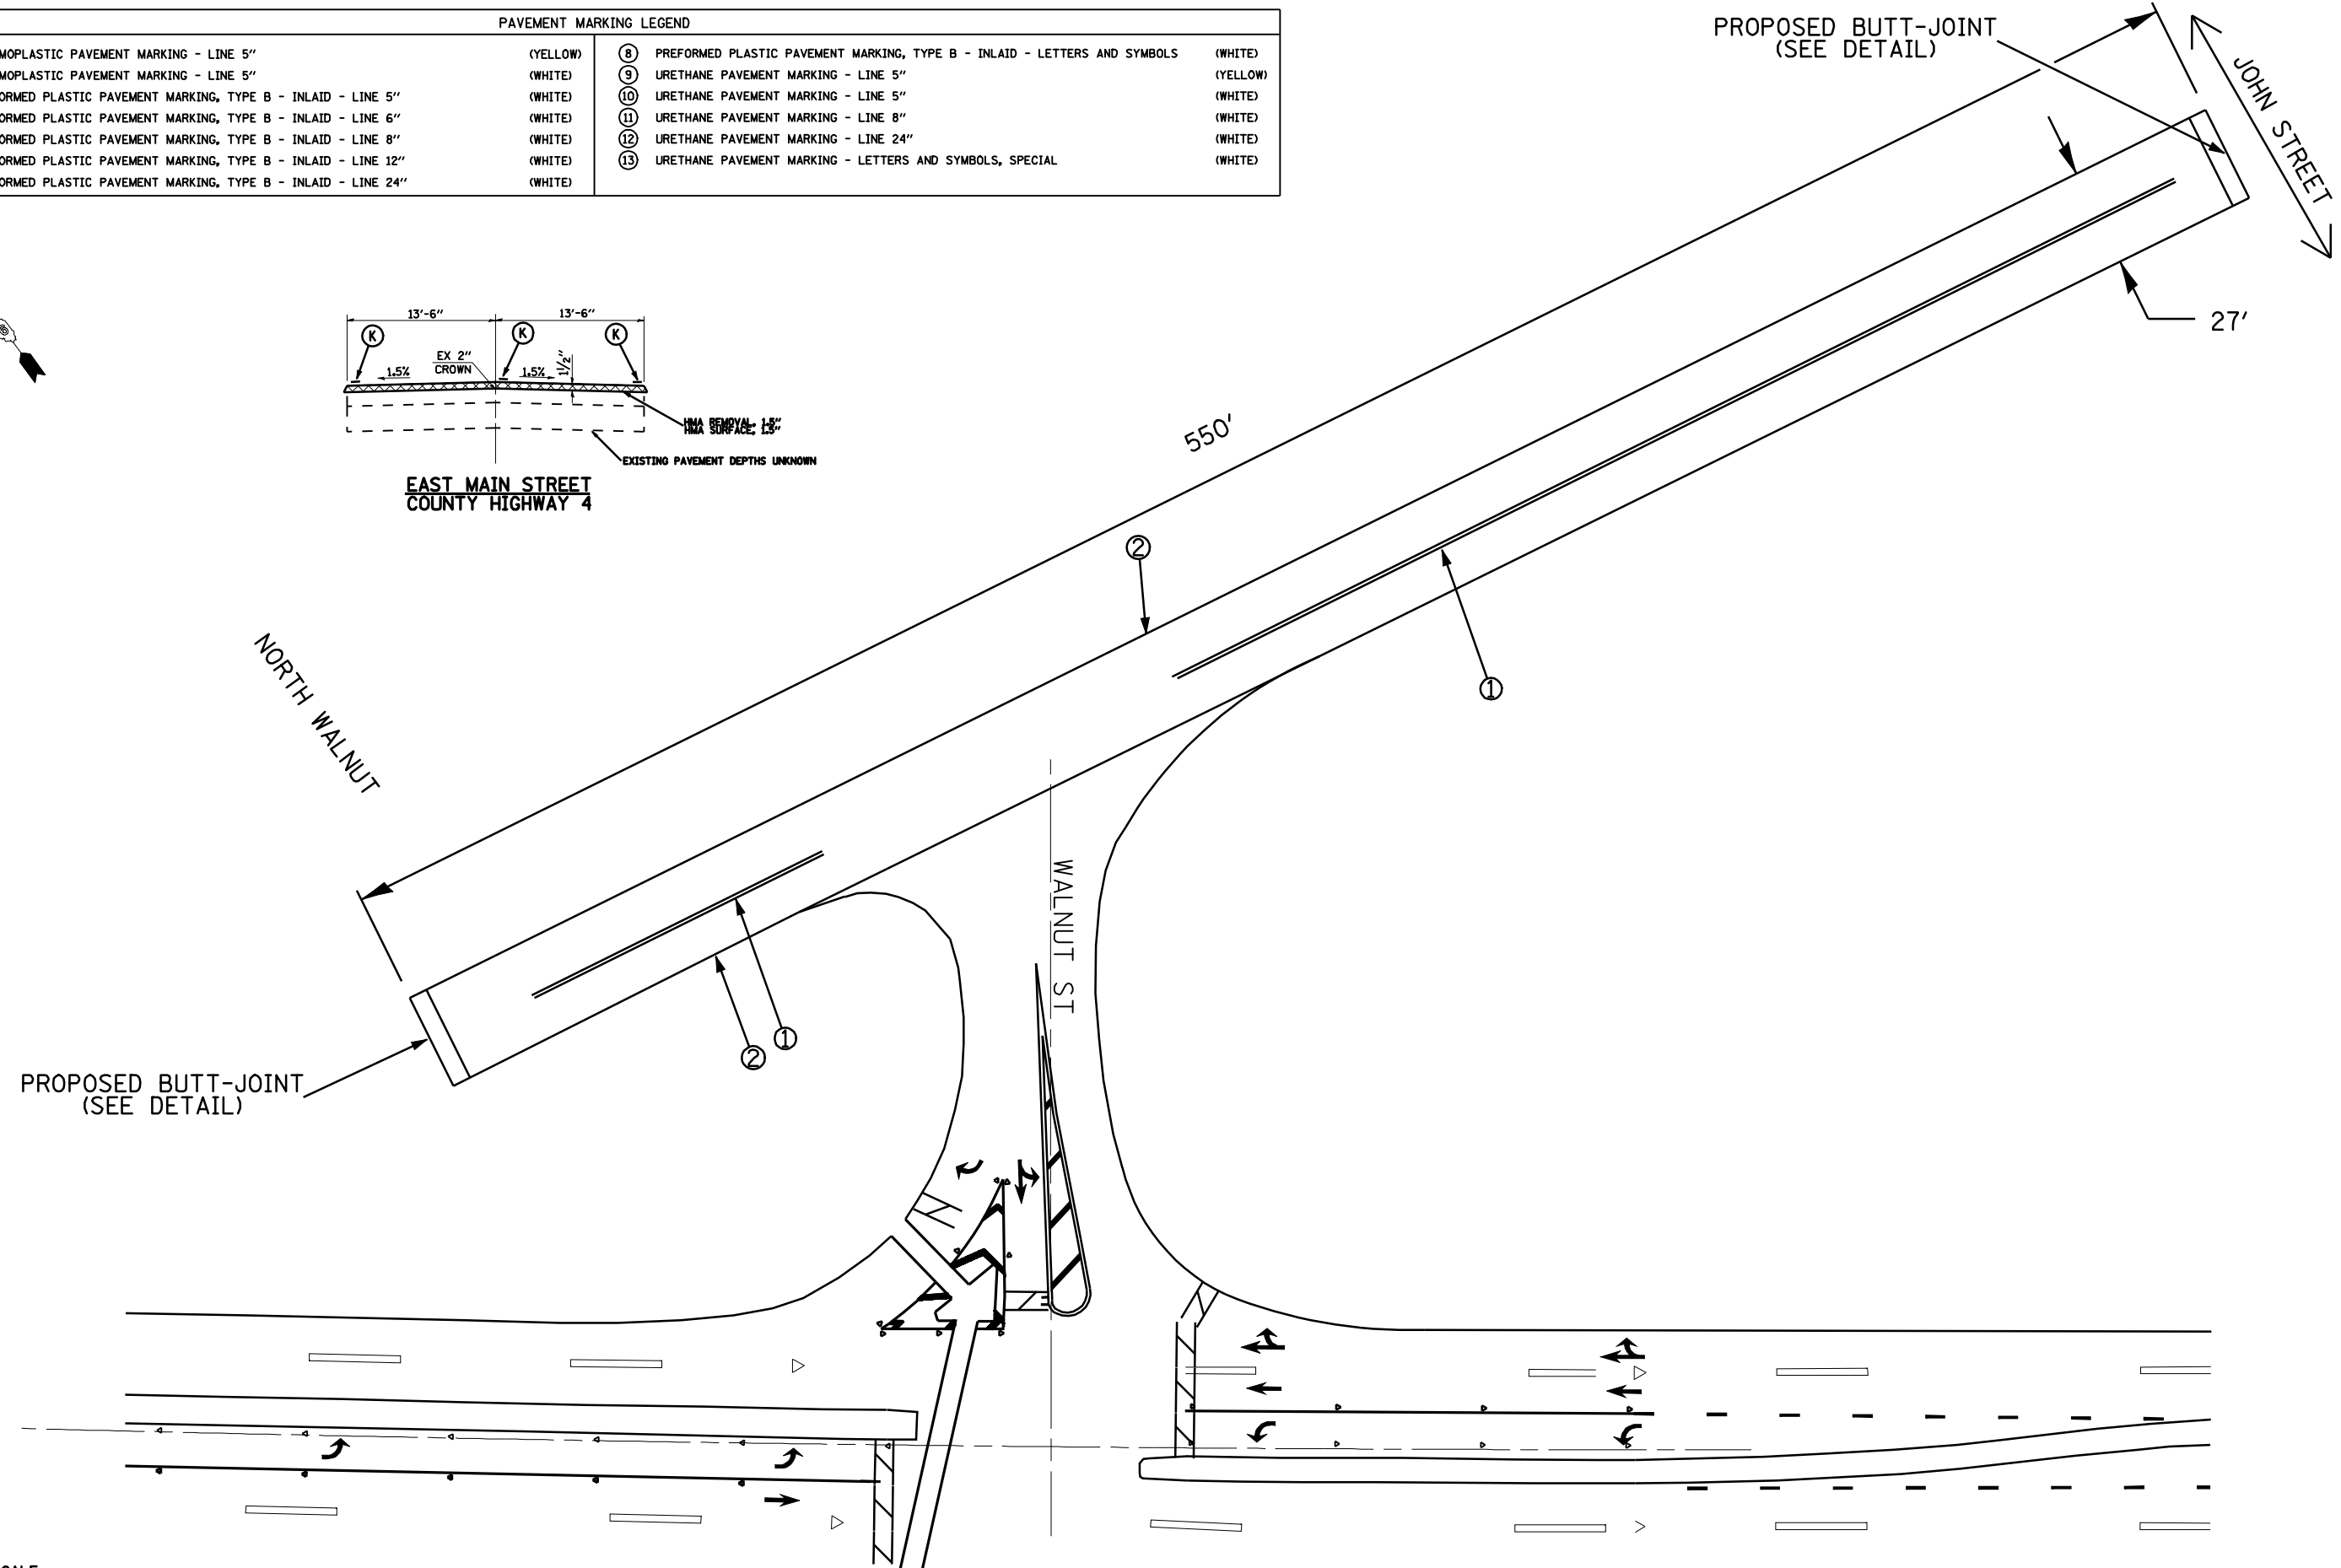 PAVEMENT MARKING LEGEND
MOPLASTIC PAVEMENT MARKING - LINE 5" (YELLOW)
MOPLASTIC PAVEMENT MARKING - LINE 5" (WHITE)
ORMED PLASTIC PAVEMENT MARKING, TYPE B - INLAID - LINE 5" (WHITE)
ORMED PLASTIC PAVEMENT MARKING, TYPE B - INLAID - LINE 6" (WHITE)
ORMED PLASTIC PAVEMENT MARKING, TYPE B - INLAID - LINE 8" (WHITE)
ORMED PLASTIC PAVEMENT MARKING, TYPE B - INLAID - LINE 12" (WHITE)
ORMED PLASTIC PAVEMENT MARKING, TYPE B - INLAID - LINE 24" (WHITE)
8 PREFORMED PLASTIC PAVEMENT MARKING, TYPE B - INLAID - LETTERS AND SYMBOLS (WHITE)
9 URETHANE PAVEMENT MARKING - LINE 5" (YELLOW)
10 URETHANE PAVEMENT MARKING - LINE 5" (WHITE)
11 URETHANE PAVEMENT MARKING - LINE 8" (WHITE)
12 URETHANE PAVEMENT MARKING - LINE 24" (WHITE)
13 URETHANE PAVEMENT MARKING - LETTERS AND SYMBOLS, SPECIAL (WHITE)
PROPOSED BUTT-JOINT
(SEE DETAIL)
JOHN STREET
27'
13'-6" 13'-6"
K K K
EX 2"
CROWN
1.5% 1.5% 1½"
HMA REMOVAL, 1.5"
HMA SURFACE, 1.5"
EXISTING PAVEMENT DEPTHS UNKNOWN
EAST MAIN STREET
COUNTY HIGHWAY 4
550'
2
1
NORTH WALNUT
WALNUT ST
1
2
PROPOSED BUTT-JOINT
(SEE DETAIL)